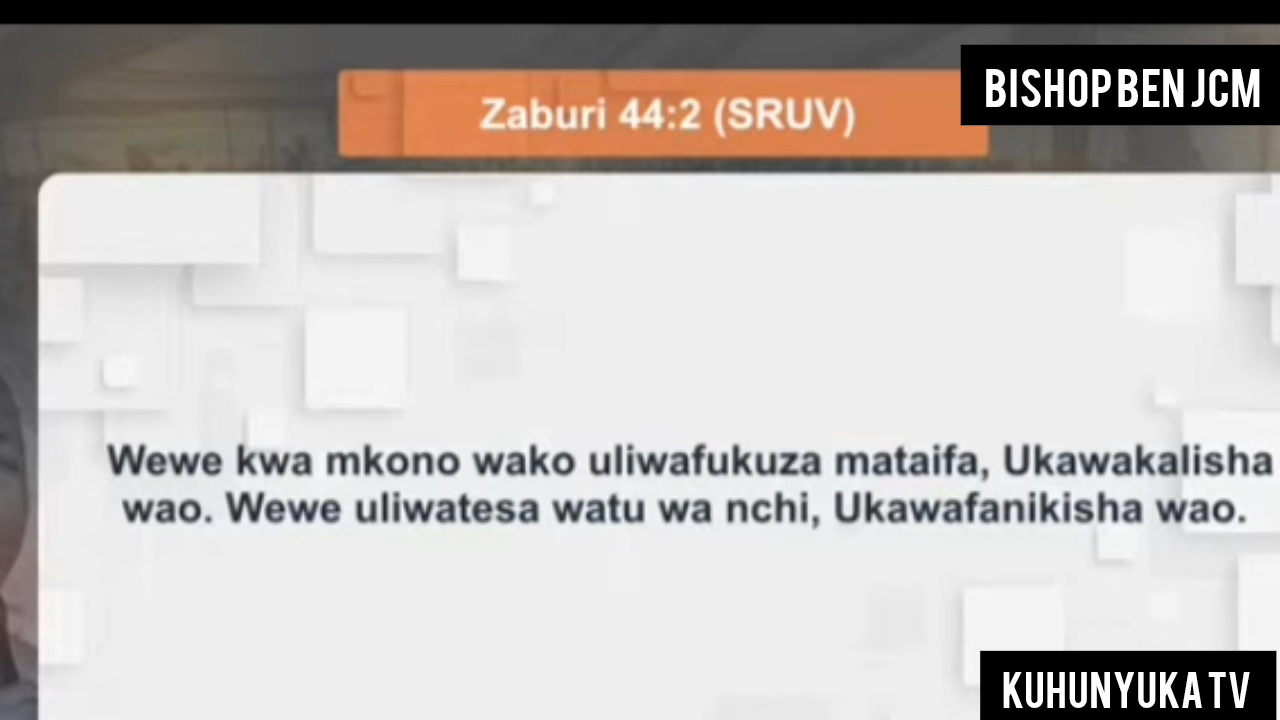 BISHOP BEN JCM
Zaburi 44:2 (SRUV)
Wewe kwa mkono wako uliwafukuza mataifa, Ukawakalisha
wao. Wewe uliwatesa watu wa nchi, Ukawafanikisha wao.
KUHUNYUKA TV